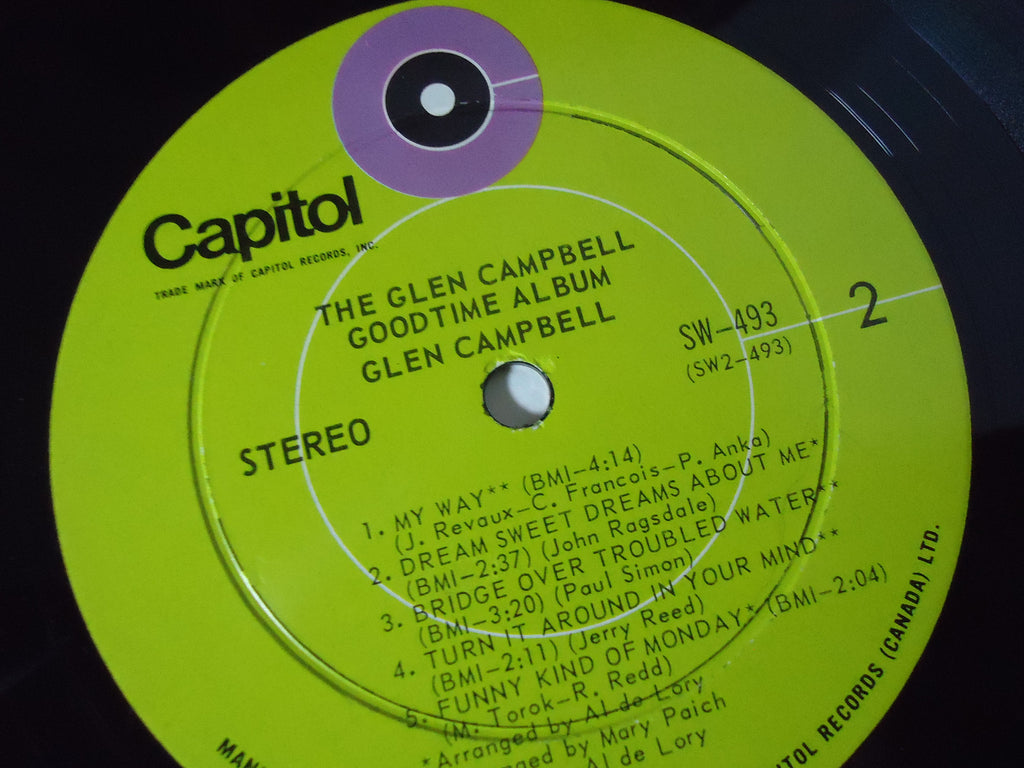 Capitol
TRADE MARK OF CAPITOL RECORDS, INC.
THE GLEN CAMPBELL
GOODTIME ALBUM
GLEN CAMPBELL
STEREO
SW-493
(SW2-493)
2
1. MY WAY** (BMI-4:14)
(J. Revaux-C. Francois-P. Anka)
2. DREAM SWEET DREAMS ABOUT ME*
(BMI-2:37) (John Ragsdale)
3. BRIDGE OVER TROUBLED WATER**
(BMI-3:20) (Paul Simon)
4. TURN IT AROUND IN YOUR MIND**
(BMI-2:11) (Jerry Reed)
5. FUNNY KIND OF MONDAY* (BMI-2:04)
(M. Torok-R. Redd)
*Arranged by Al de Lory
by Mary Paich
Al de Lory
RECORDS (CANADA) LTD.